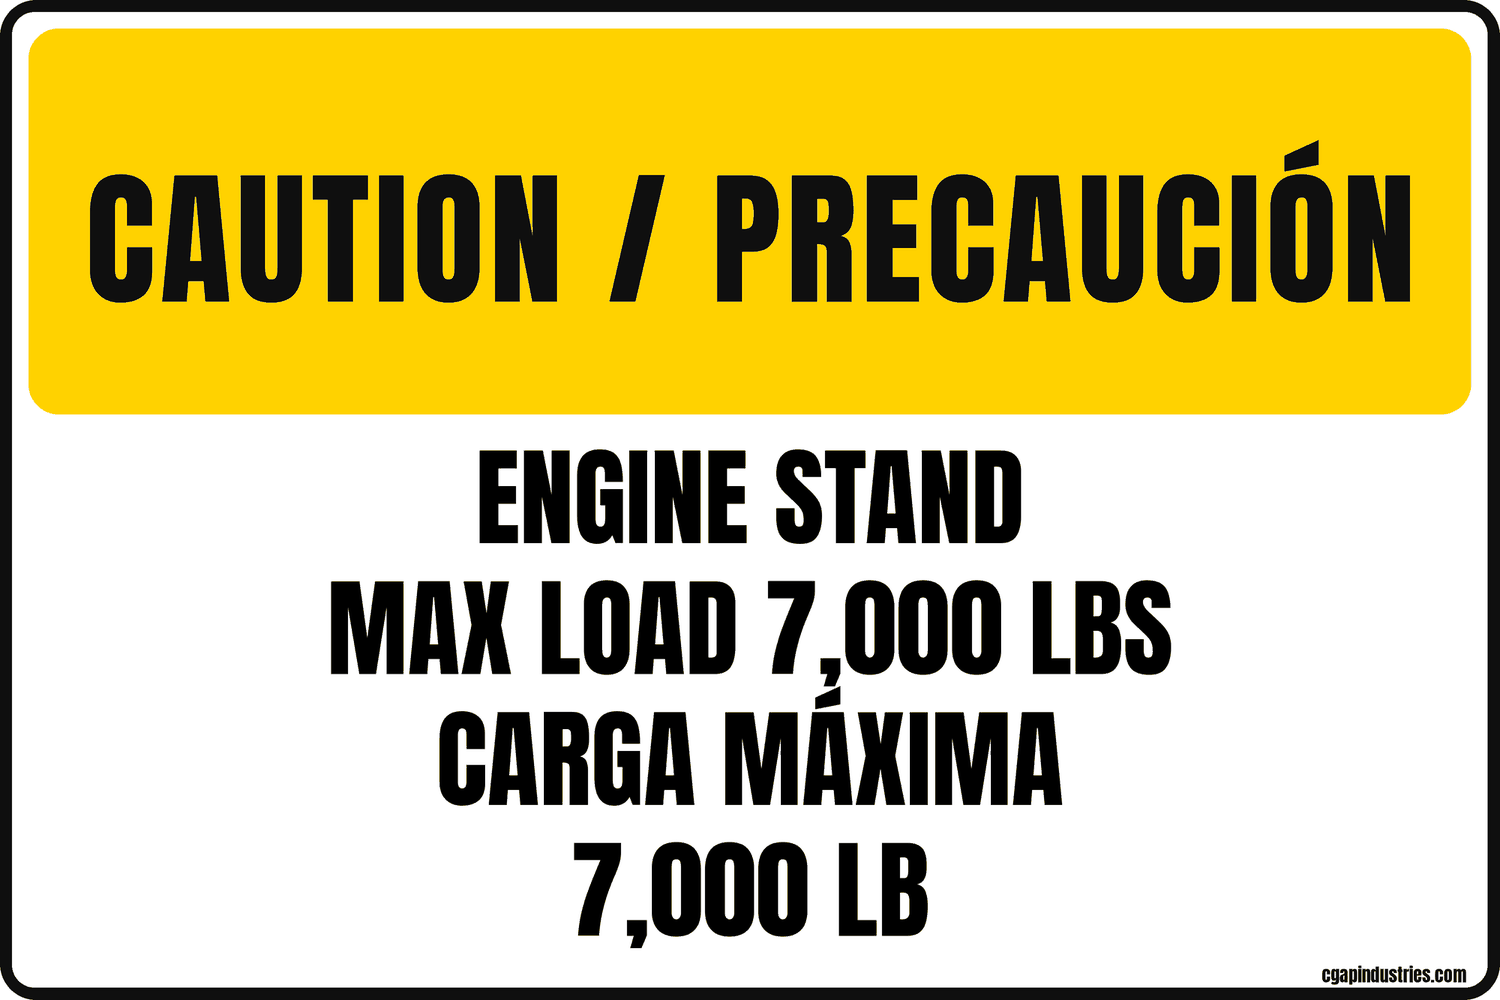 CAUTION / PRECAUCIÓN
ENGINE STAND
MAX LOAD 7,000 LBS
CARGA MÁXIMA
7,000 LB
cgapindustries.com